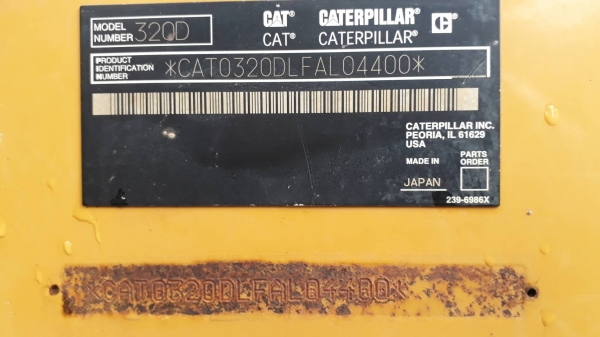 MODEL NUMBER 320D
CAT® CATERPILLAR® C
CAT® CATERPILLAR®
PRODUCT IDENTIFICATION NUMBER *CAT0320DLFAL04400*
CATERPILLAR INC.
PEORIA, IL 61629
USA
MADE IN
PARTS ORDER
JAPAN
239-6986X
*CAT0320DLFAL04400*